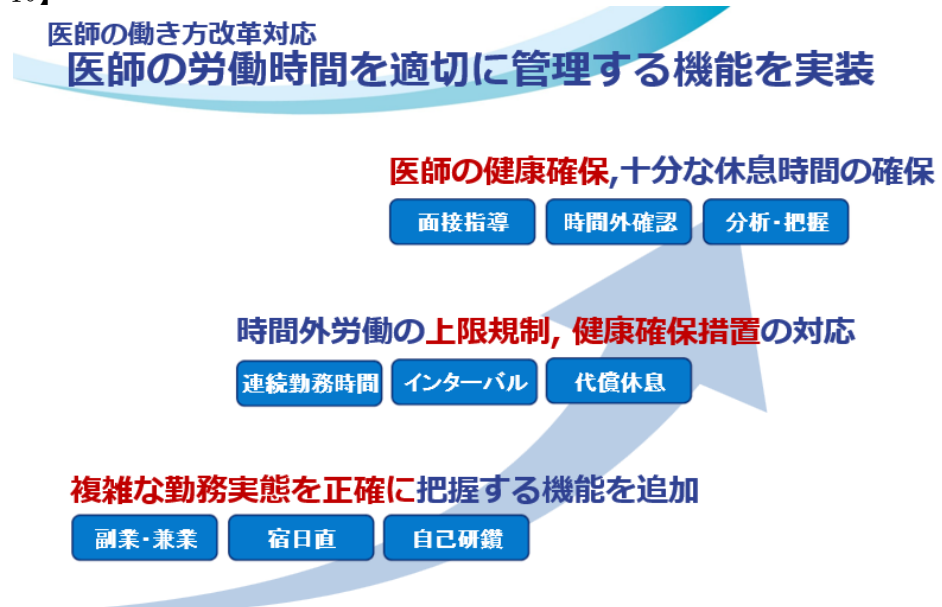 医師の働き方改革対応
医師の労働時間を適切に管理する機能を実装
医師の健康確保,十分な休息時間の確保
面接指導 時間外確認 分析・把握
時間外労働の上限規制, 健康確保措置の対応
連続勤務時間 インターバル 代償休息
複雑な勤務実態を正確に把握する機能を追加
副業・兼業 宿日直 自己研鑽